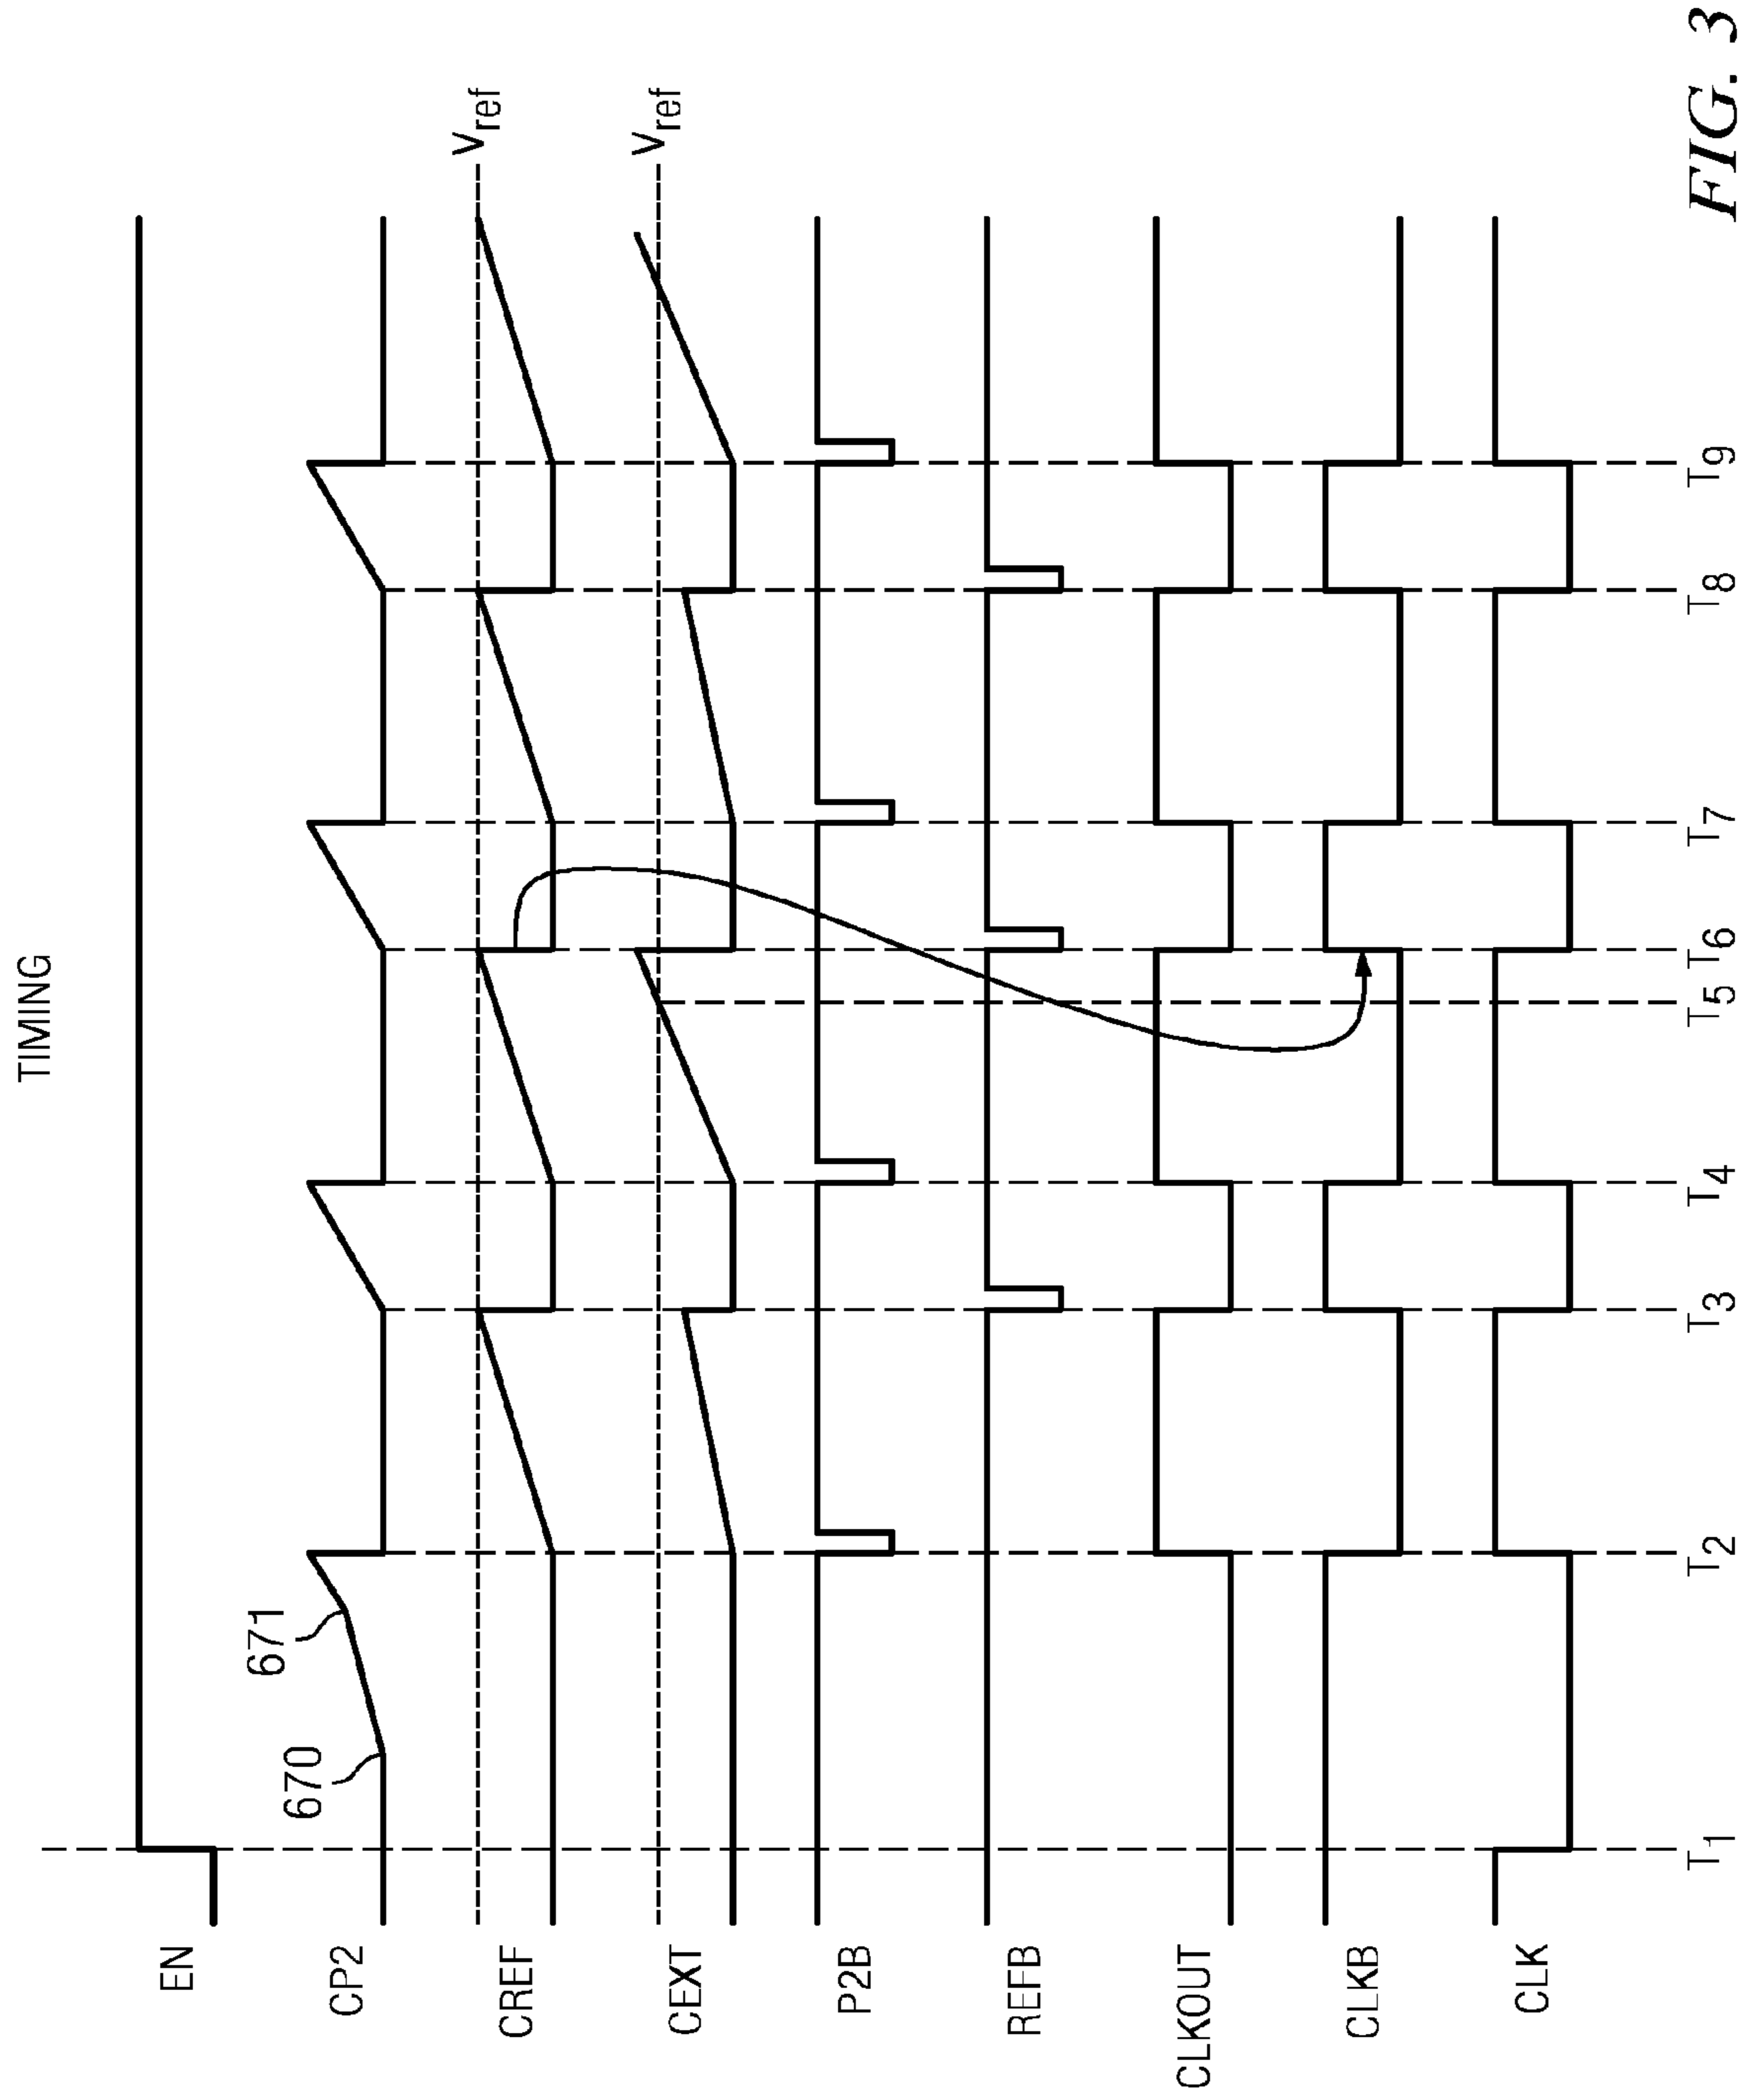 TIMING
EN
CP2
670
671
CREF
Vref
CEXT
Vref
P2B
REFB
CLKOUT
CLKB
CLK
T1 T2 T3 T4 T5 T6 T7 T8 T9
FIG. 3